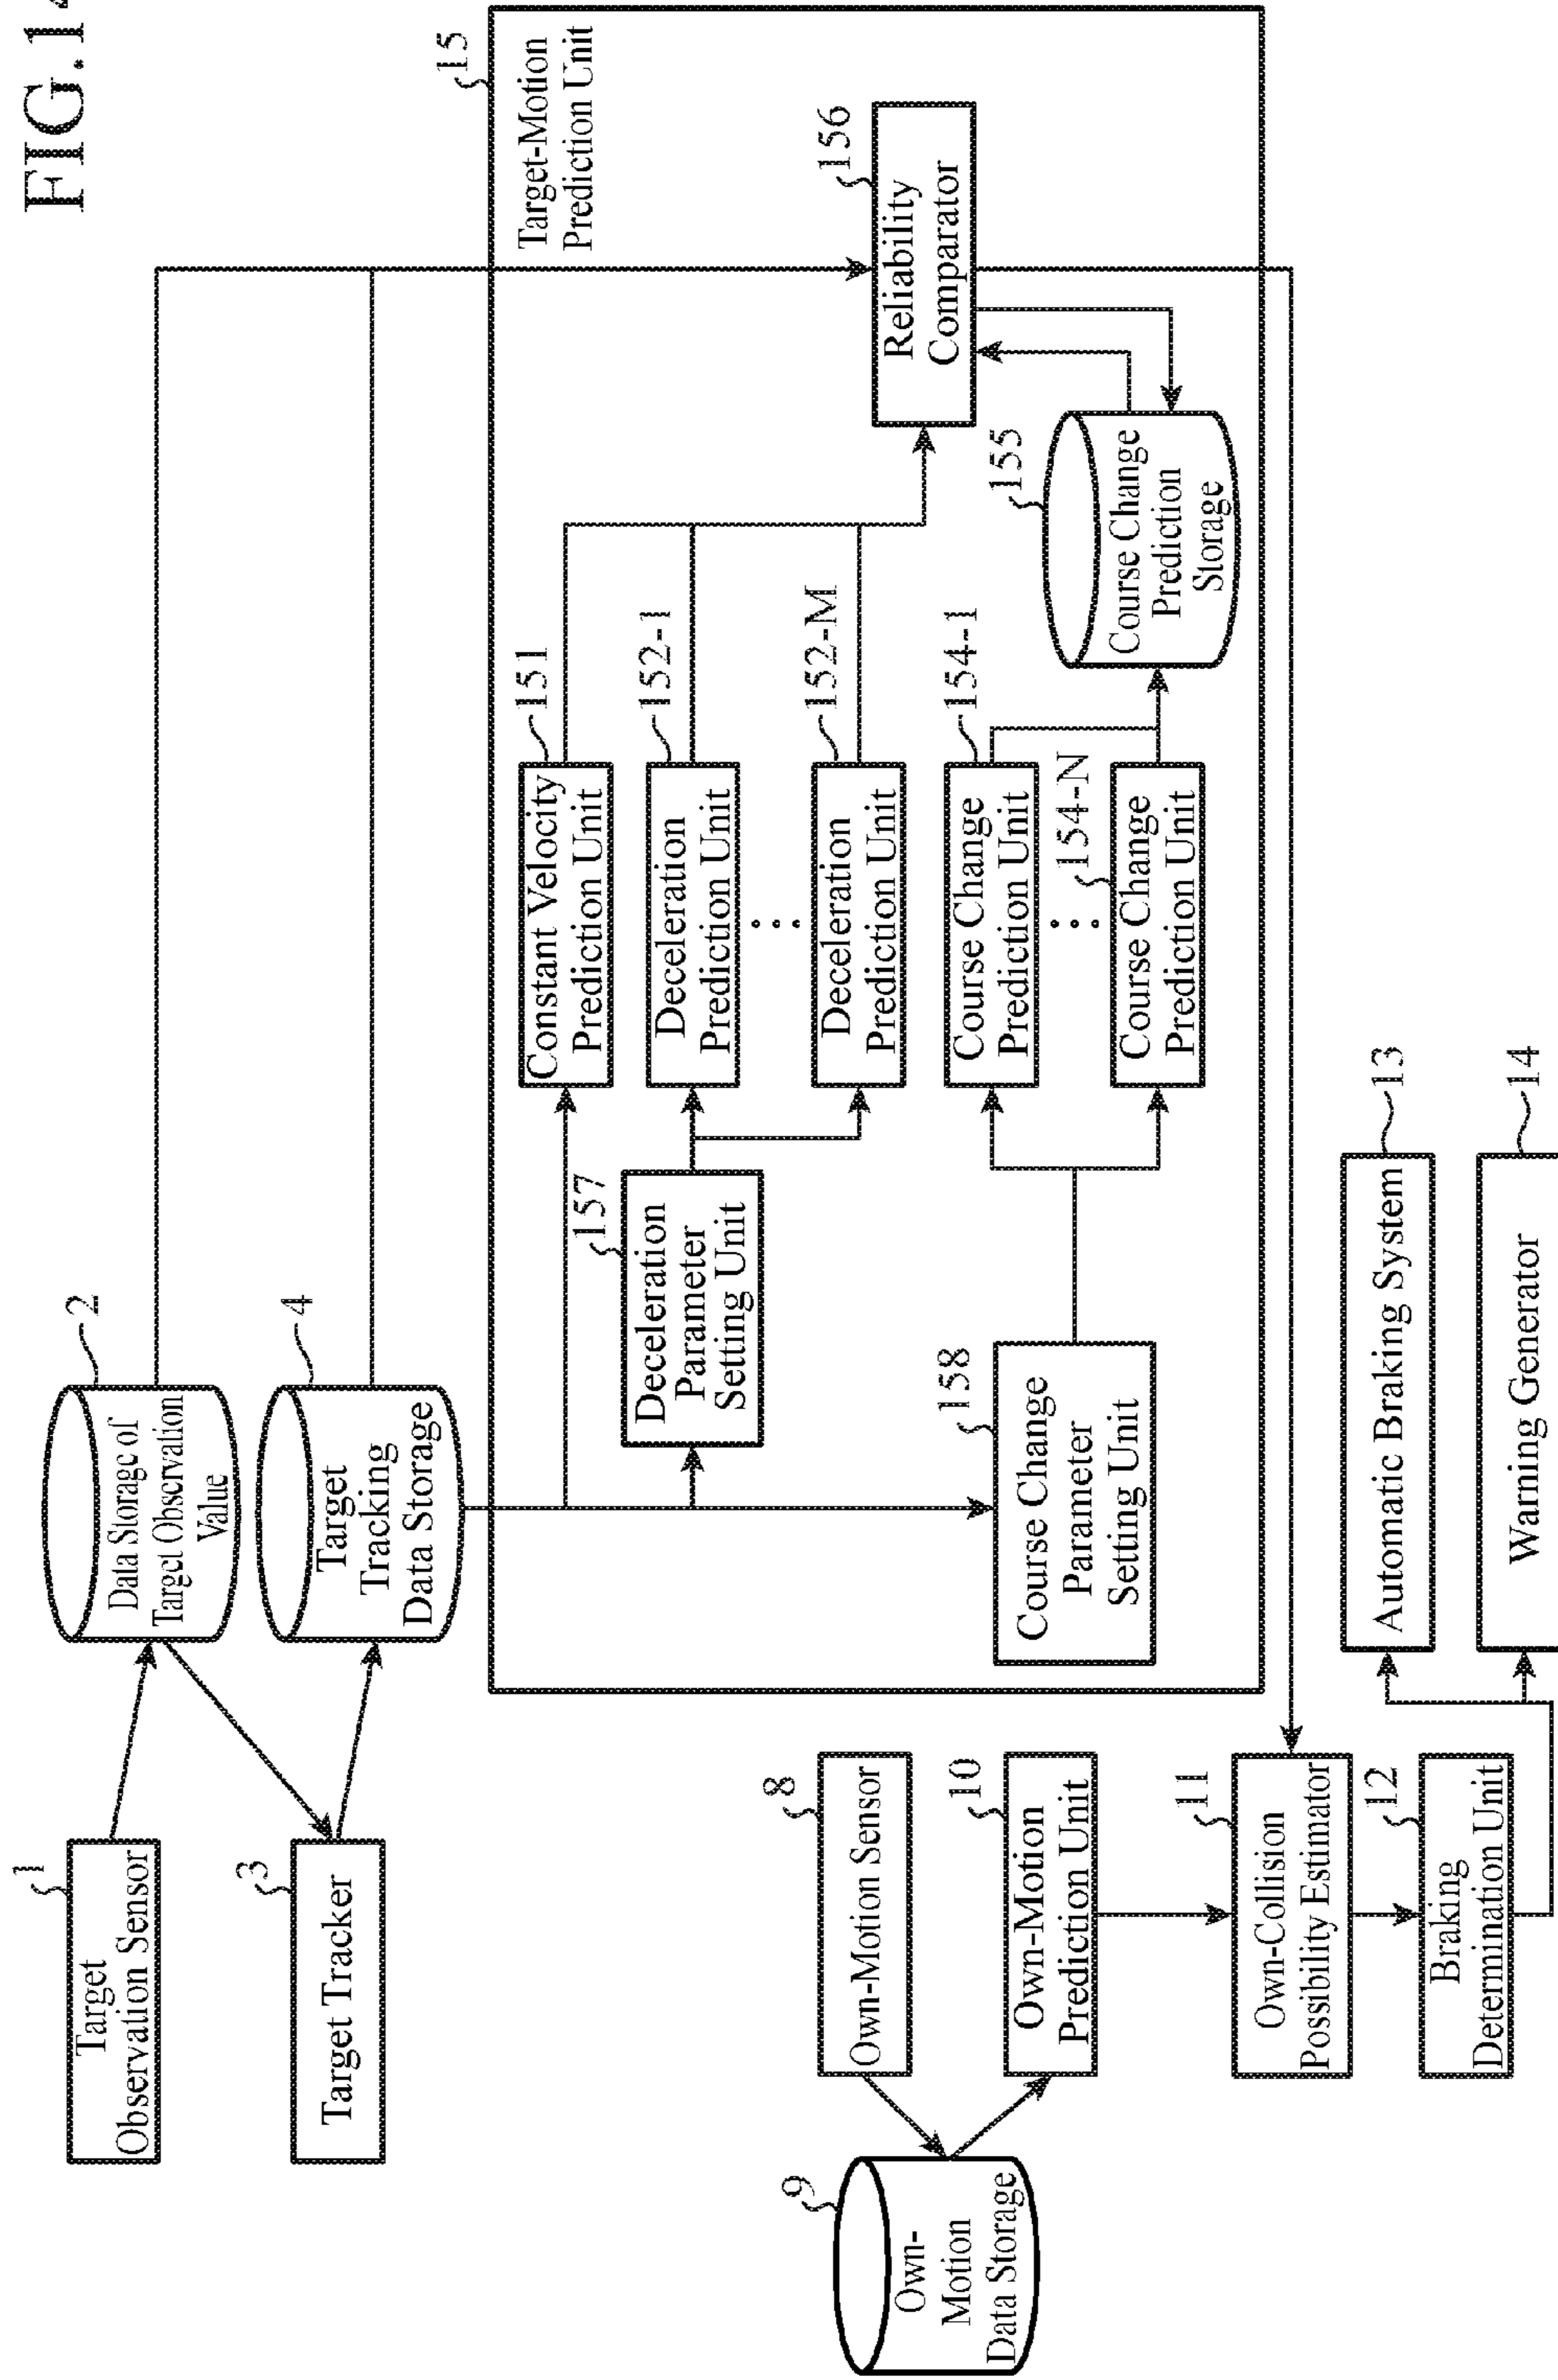 FIG.14
1
Target
Observation Sensor
2
Data Storage of
Target Observation
Value
3
Target Tracker
4
Target
Tracking
Data Storage
15
Target-Motion
Prediction Unit
Constant Velocity
Prediction Unit
151
157
Deceleration
Parameter
Setting Unit
Deceleration
Prediction Unit
152-1
Deceleration
Prediction Unit
152-M
158
Course Change
Parameter
Setting Unit
Course Change
Prediction Unit
154-1
154-N
Course Change
Prediction Unit
155
Course Change
Prediction
Storage
156
Reliability
Comparator
8
Own-Motion Sensor
9
Own-
Motion
Data Storage
10
Own-Motion
Prediction Unit
11
Own-Collision
Possibility Estimator
12
Braking
Determination Unit
Automatic Braking System
13
Warning Generator
14